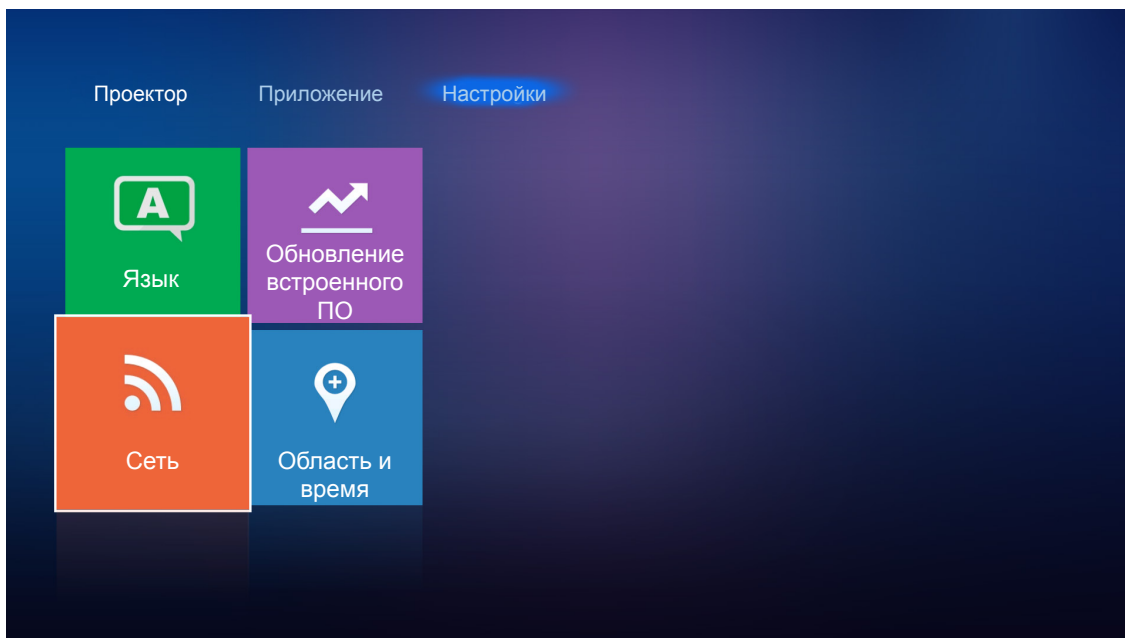 Проектор Приложение Настройки
A
Язык
Обновление
встроенного
ПО
Сеть
Область и
время